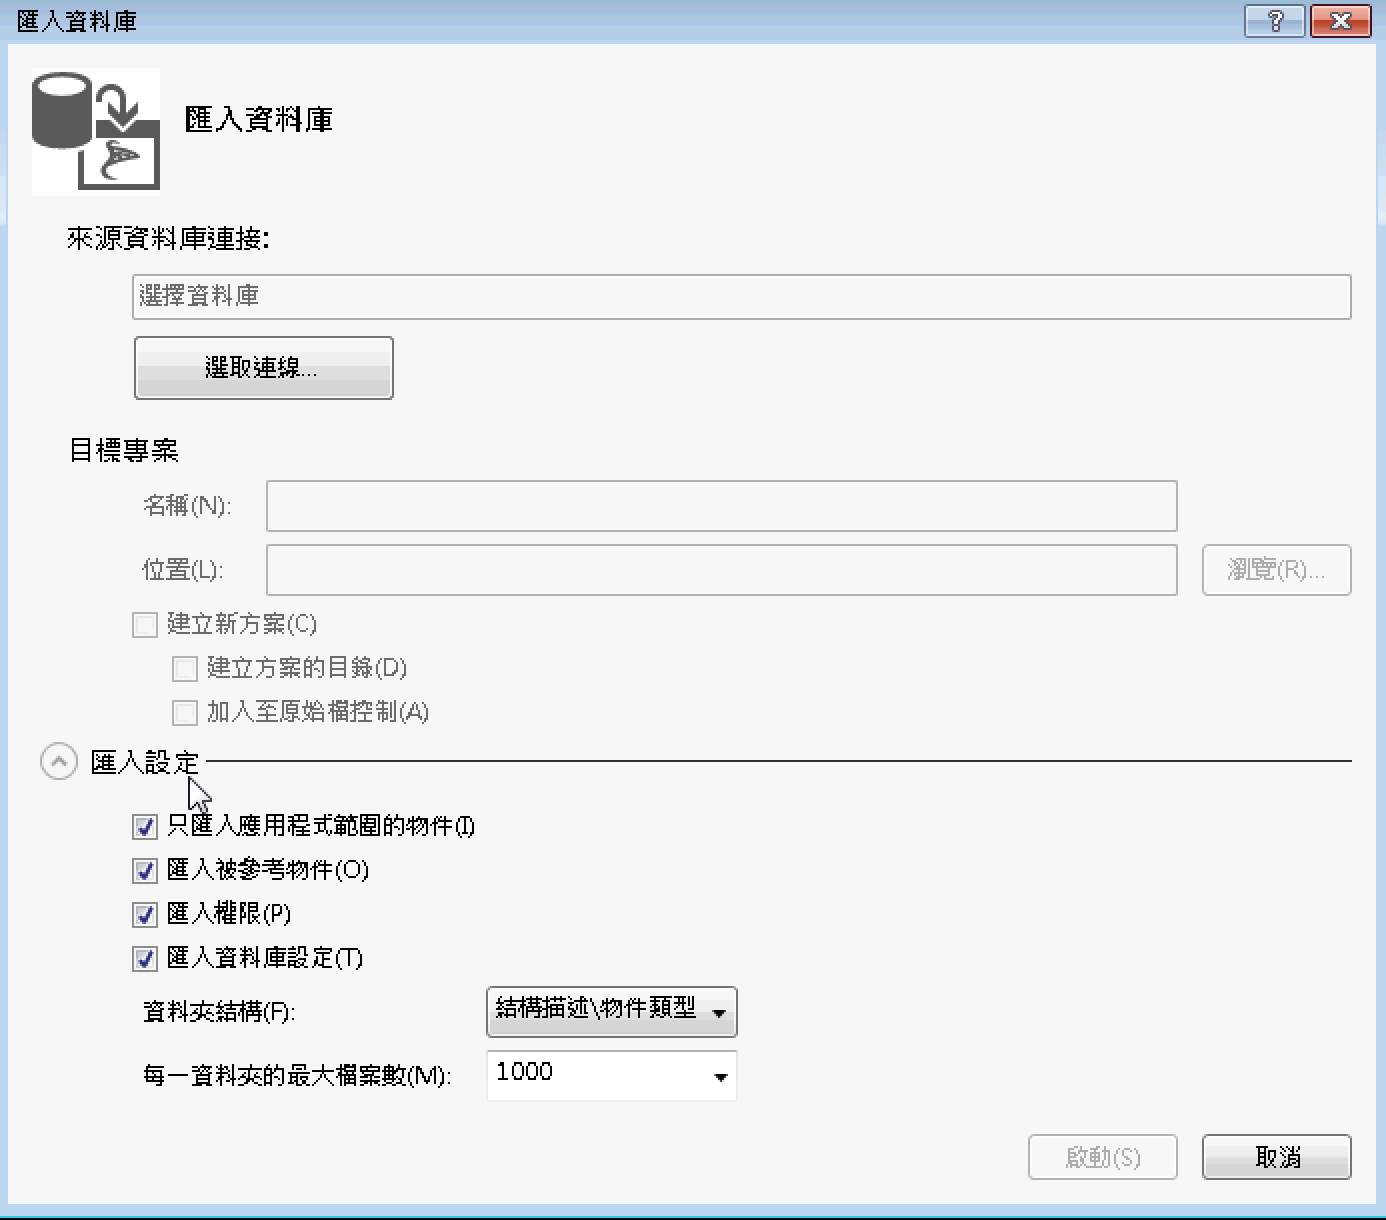 匯入資料庫
匯入資料庫
來源資料庫連接:
選擇資料庫
選取連線...
目標專案
名稱(N):
位置(L):
瀏覽(R)...
建立新方案(C)
建立方案的目錄(D)
加入至原始檔控制(A)
匯入設定
只匯入應用程式範圍的物件(I)
匯入被參考物件(O)
匯入權限(P)
匯入資料庫設定(T)
資料夾結構(F):
結構描述\物件類型
每一資料夾的最大檔案數(M):
1000
啟動(S)
取消